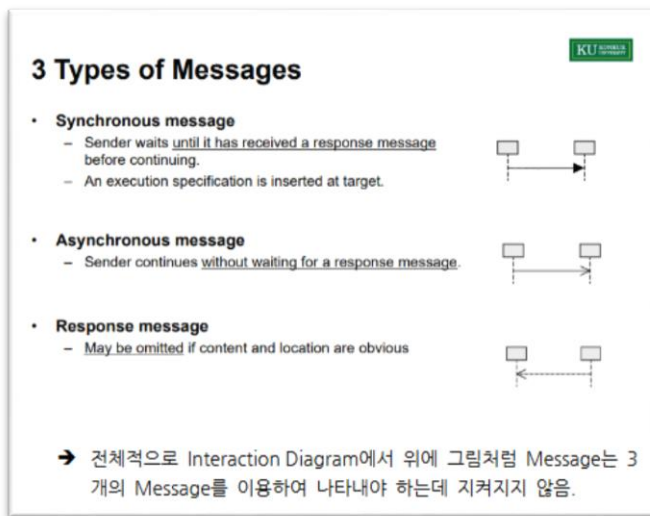 KU KONKUK UNIVERSITY
3 Types of Messages
• Synchronous message
– Sender waits until it has received a response message
before continuing.
– An execution specification is inserted at target.
• Asynchronous message
– Sender continues without waiting for a response message.
• Response message
– May be omitted if content and location are obvious
➔ 전체적으로 Interaction Diagram에서 위에 그림처럼 Message는 3
개의 Message를 이용하여 나타내야 하는데 지켜지지 않음.